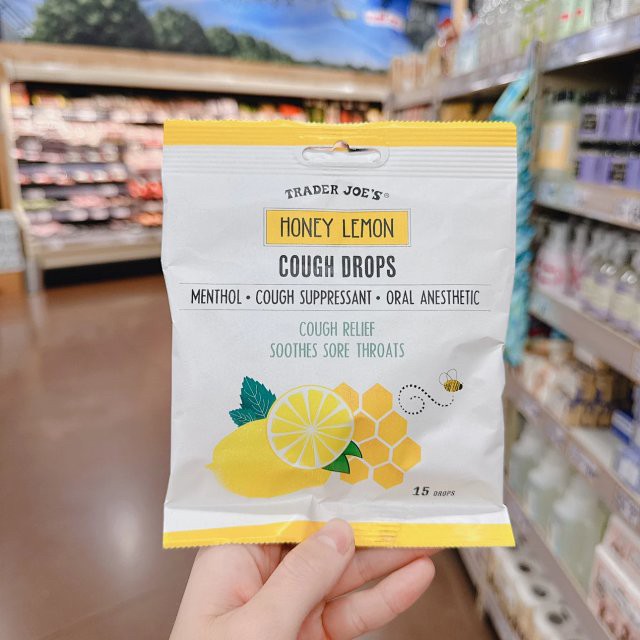 TRADER JOE'S®
HONEY LEMON
COUGH DROPS
MENTHOL • COUGH SUPPRESSANT • ORAL ANESTHETIC
COUGH RELIEF
SOOTHES SORE THROATS
15 DROPS